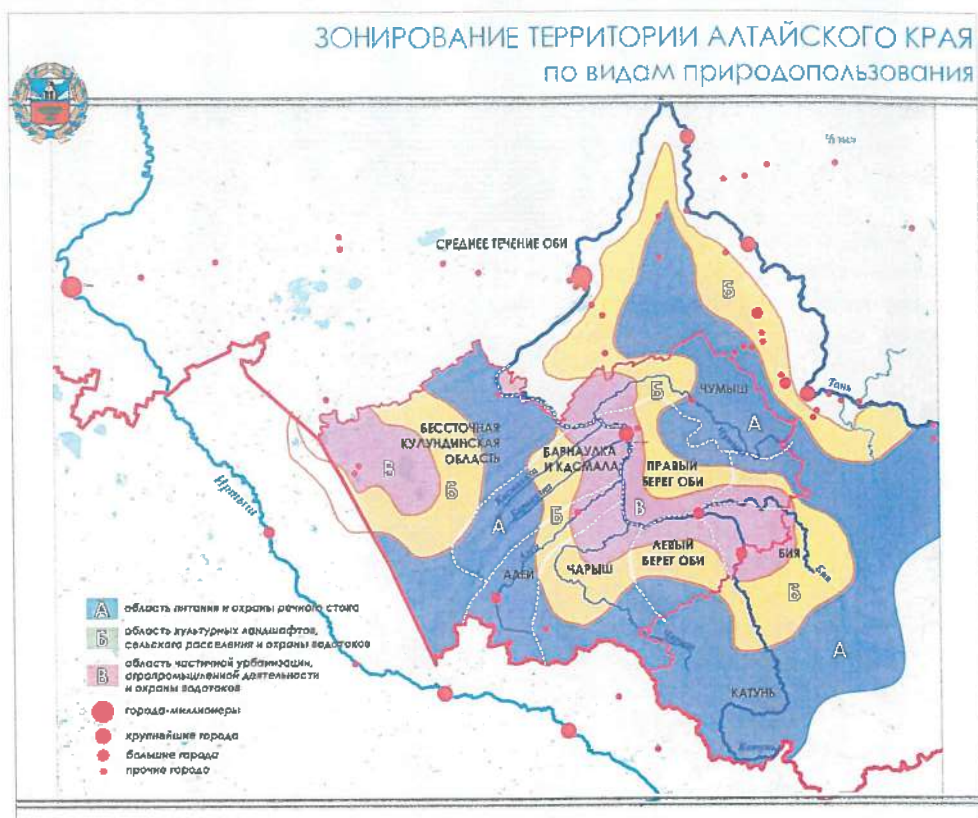 ЗОНИРОВАНИЕ ТЕРРИТОРИИ АЛТАЙСКОГО КРАЯ
по видам природопользования
СРЕДНЕЕ ТЕЧЕНИЕ ОБИ
Б
Томь
ЧУМЫШ
Б
А
БЕССТОЧНАЯ
КУЛУНДИНСКАЯ
ОБЛАСТЬ
В
Б
БАРНАУЛКА
И КАСМАЛА
ПРАВЫЙ
БЕРЕГ ОБИ
Иртыш
А
Б
В
ЛЕВЫЙ
БЕРЕГ ОБИ
БИЯ
Бия
АЛЕЙ
ЧАРЫШ
Б
А
КАТУНЬ
Катунь
А область питания и охраны речного стока
Б область культурных ландшафтов,
сельского расселения и охраны водотоков
В область частичной урбанизации,
агропромышленной деятельности
и охраны водотоков
города-миллионеры
крупнейшие города
большие города
прочие города